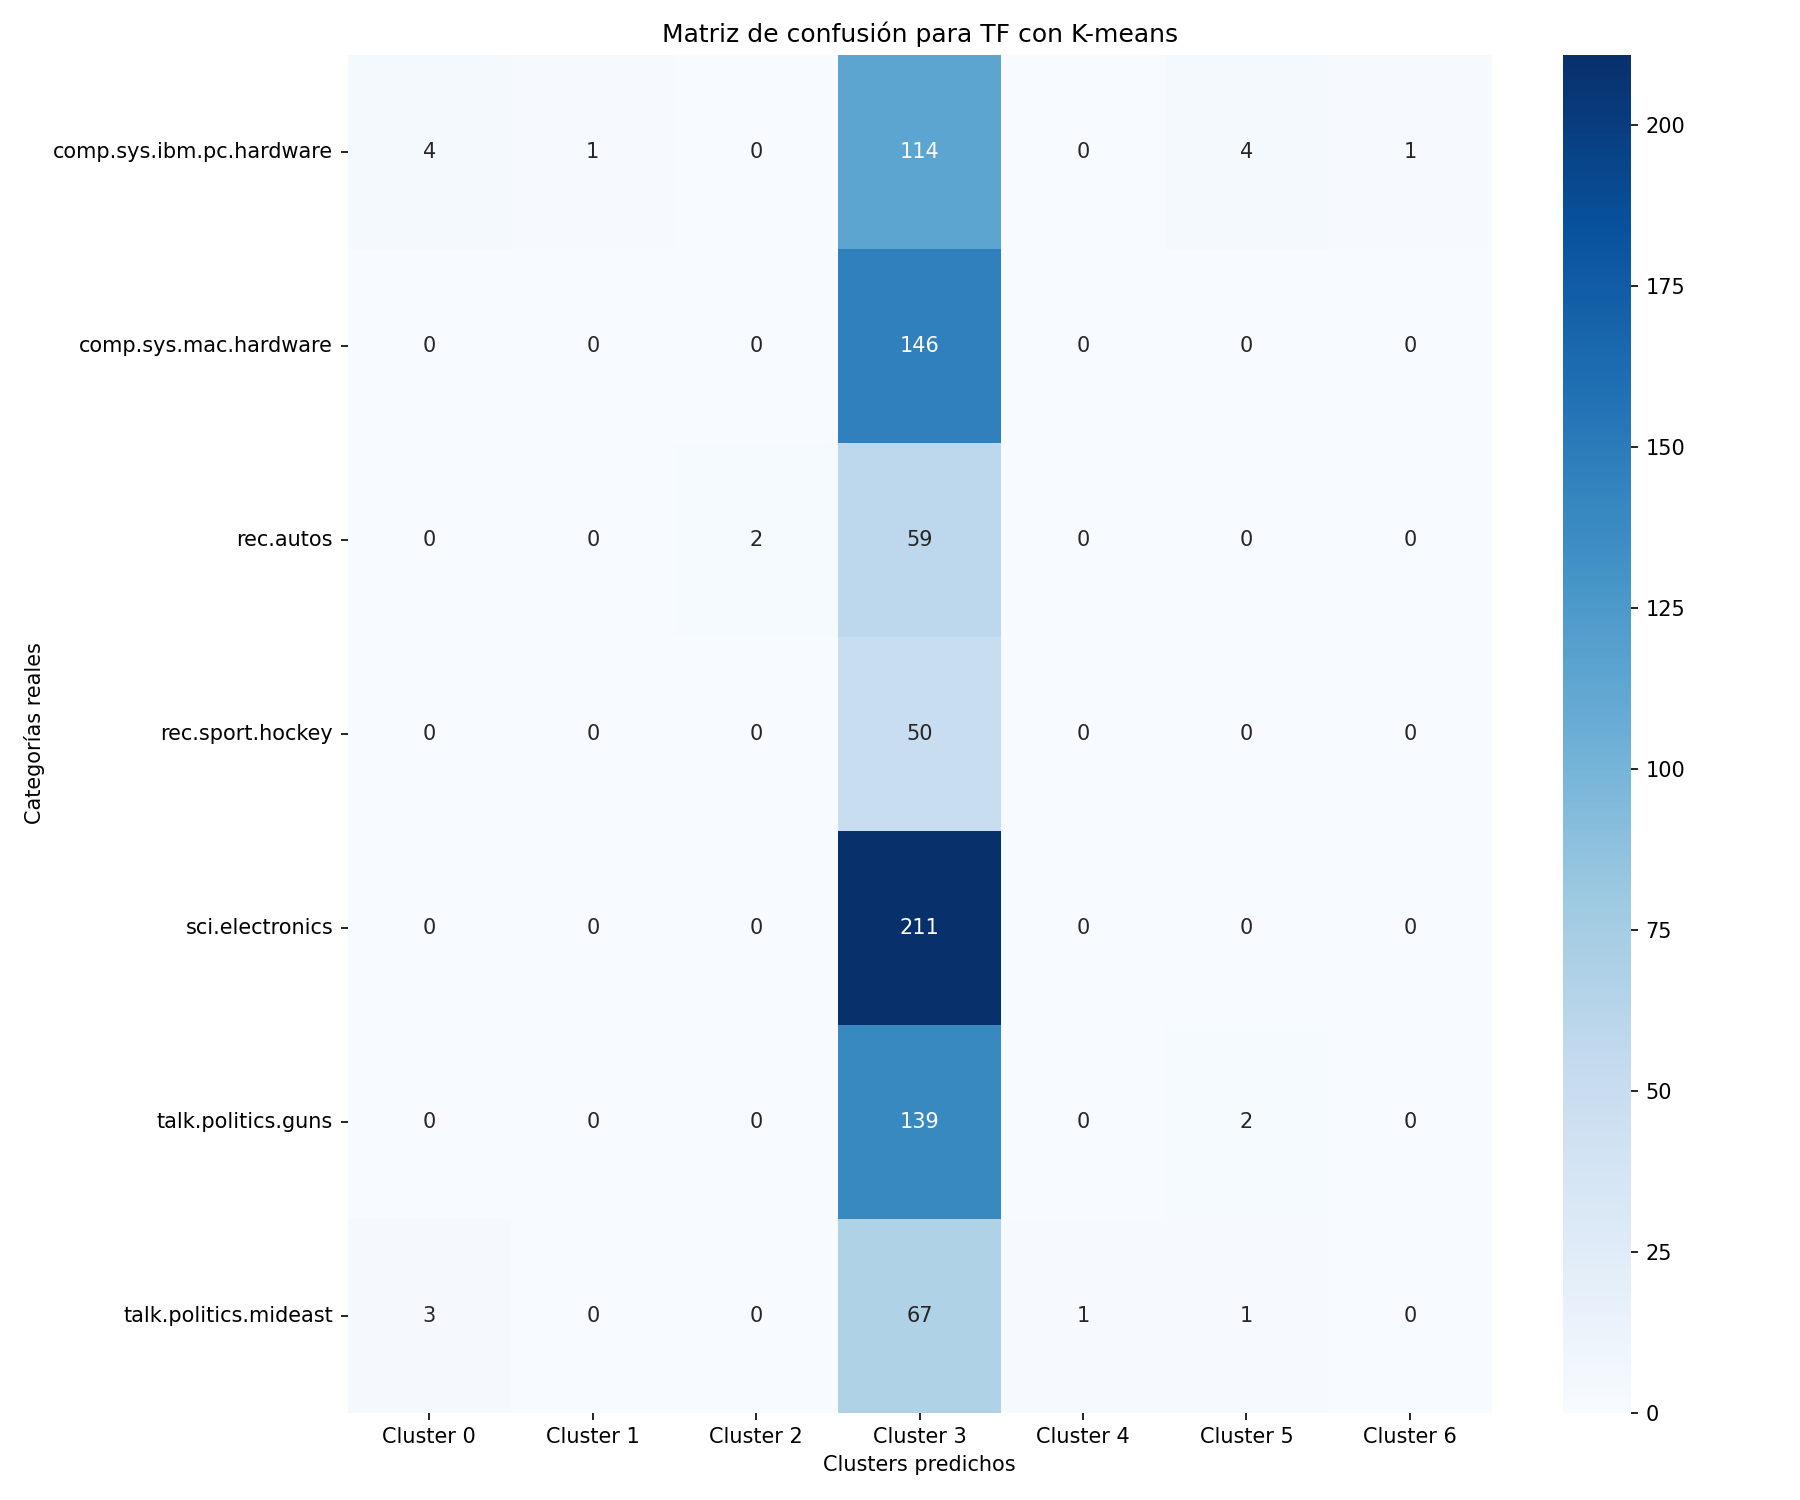 Matriz de confusión para TF con K-means
comp.sys.ibm.pc.hardware 4 1 0 114 0 4 1
comp.sys.mac.hardware 0 0 0 146 0 0 0
rec.autos 0 0 2 59 0 0 0
rec.sport.hockey 0 0 0 50 0 0 0
sci.electronics 0 0 0 211 0 0 0
talk.politics.guns 0 0 0 139 0 2 0
talk.politics.mideast 3 0 0 67 1 1 0
Cluster 0 Cluster 1 Cluster 2 Cluster 3 Cluster 4 Cluster 5 Cluster 6
Clusters predichos
Categorías reales
200
175
150
125
100
75
50
25
0